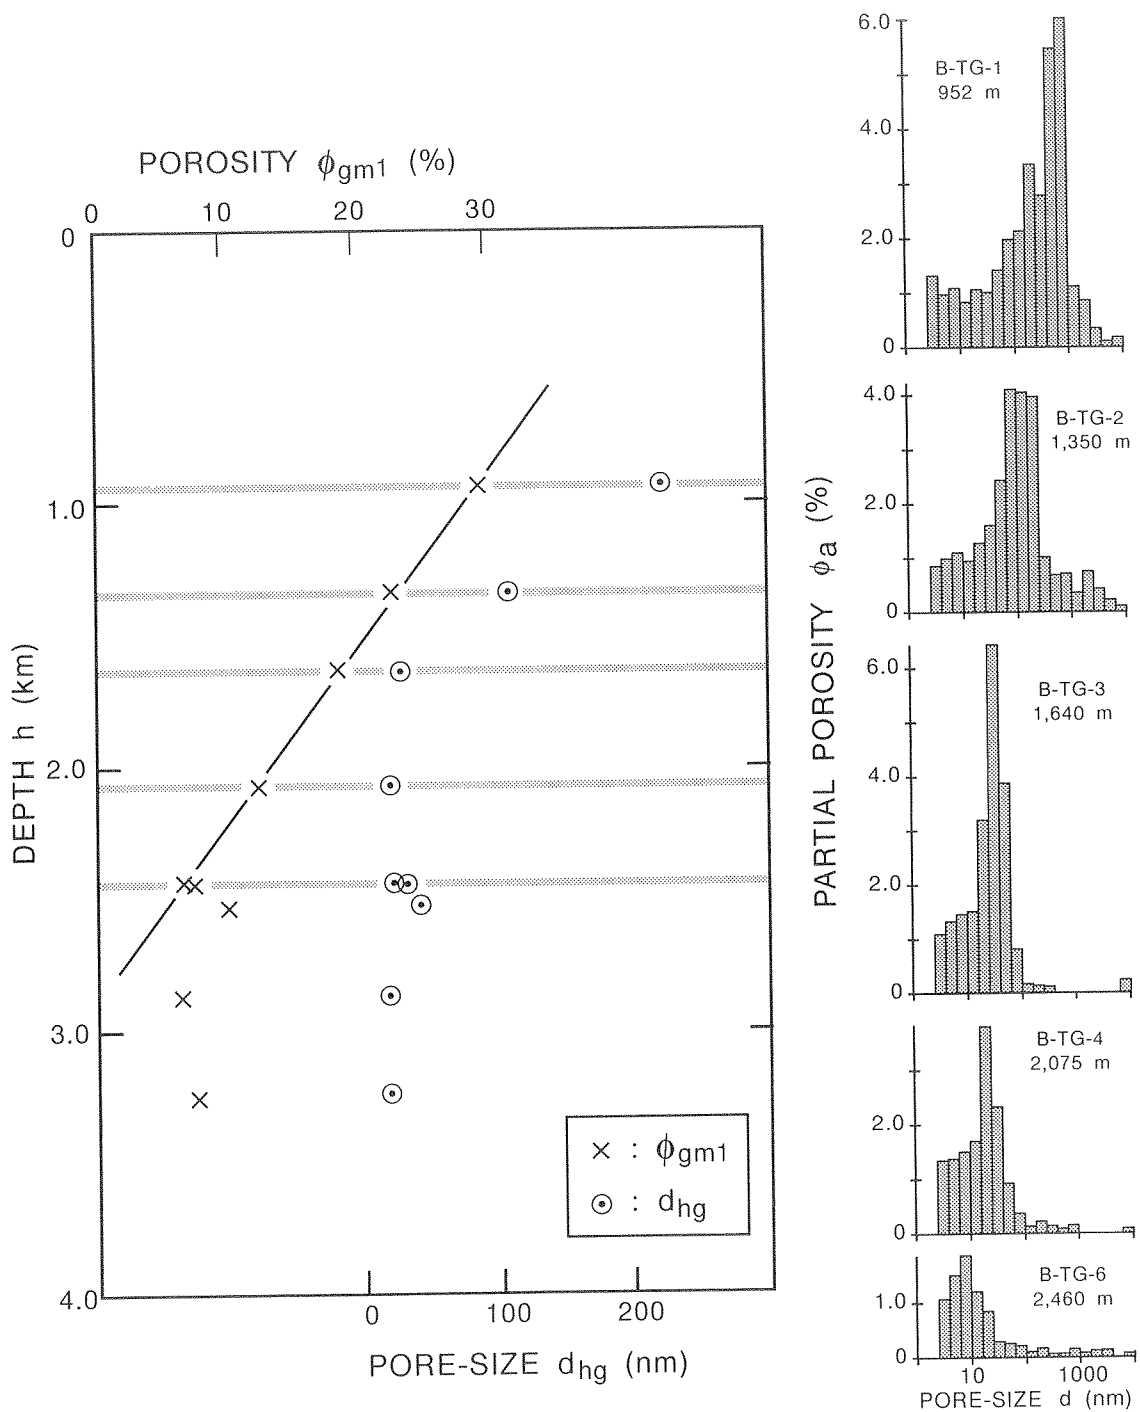 POROSITY ϕgm1 (%)
0 10 20 30
0
1.0
2.0
3.0
4.0
DEPTH h (km)
× : ϕgm1
⊙ : dhg
0 100 200
PORE-SIZE dhg (nm)
PARTIAL POROSITY ϕa (%)
6.0
4.0
2.0
0
B-TG-1
952 m
4.0
2.0
0
B-TG-2
1,350 m
6.0
4.0
2.0
0
B-TG-3
1,640 m
2.0
0
B-TG-4
2,075 m
1.0
0
B-TG-6
2,460 m
10 1000
PORE-SIZE d (nm)